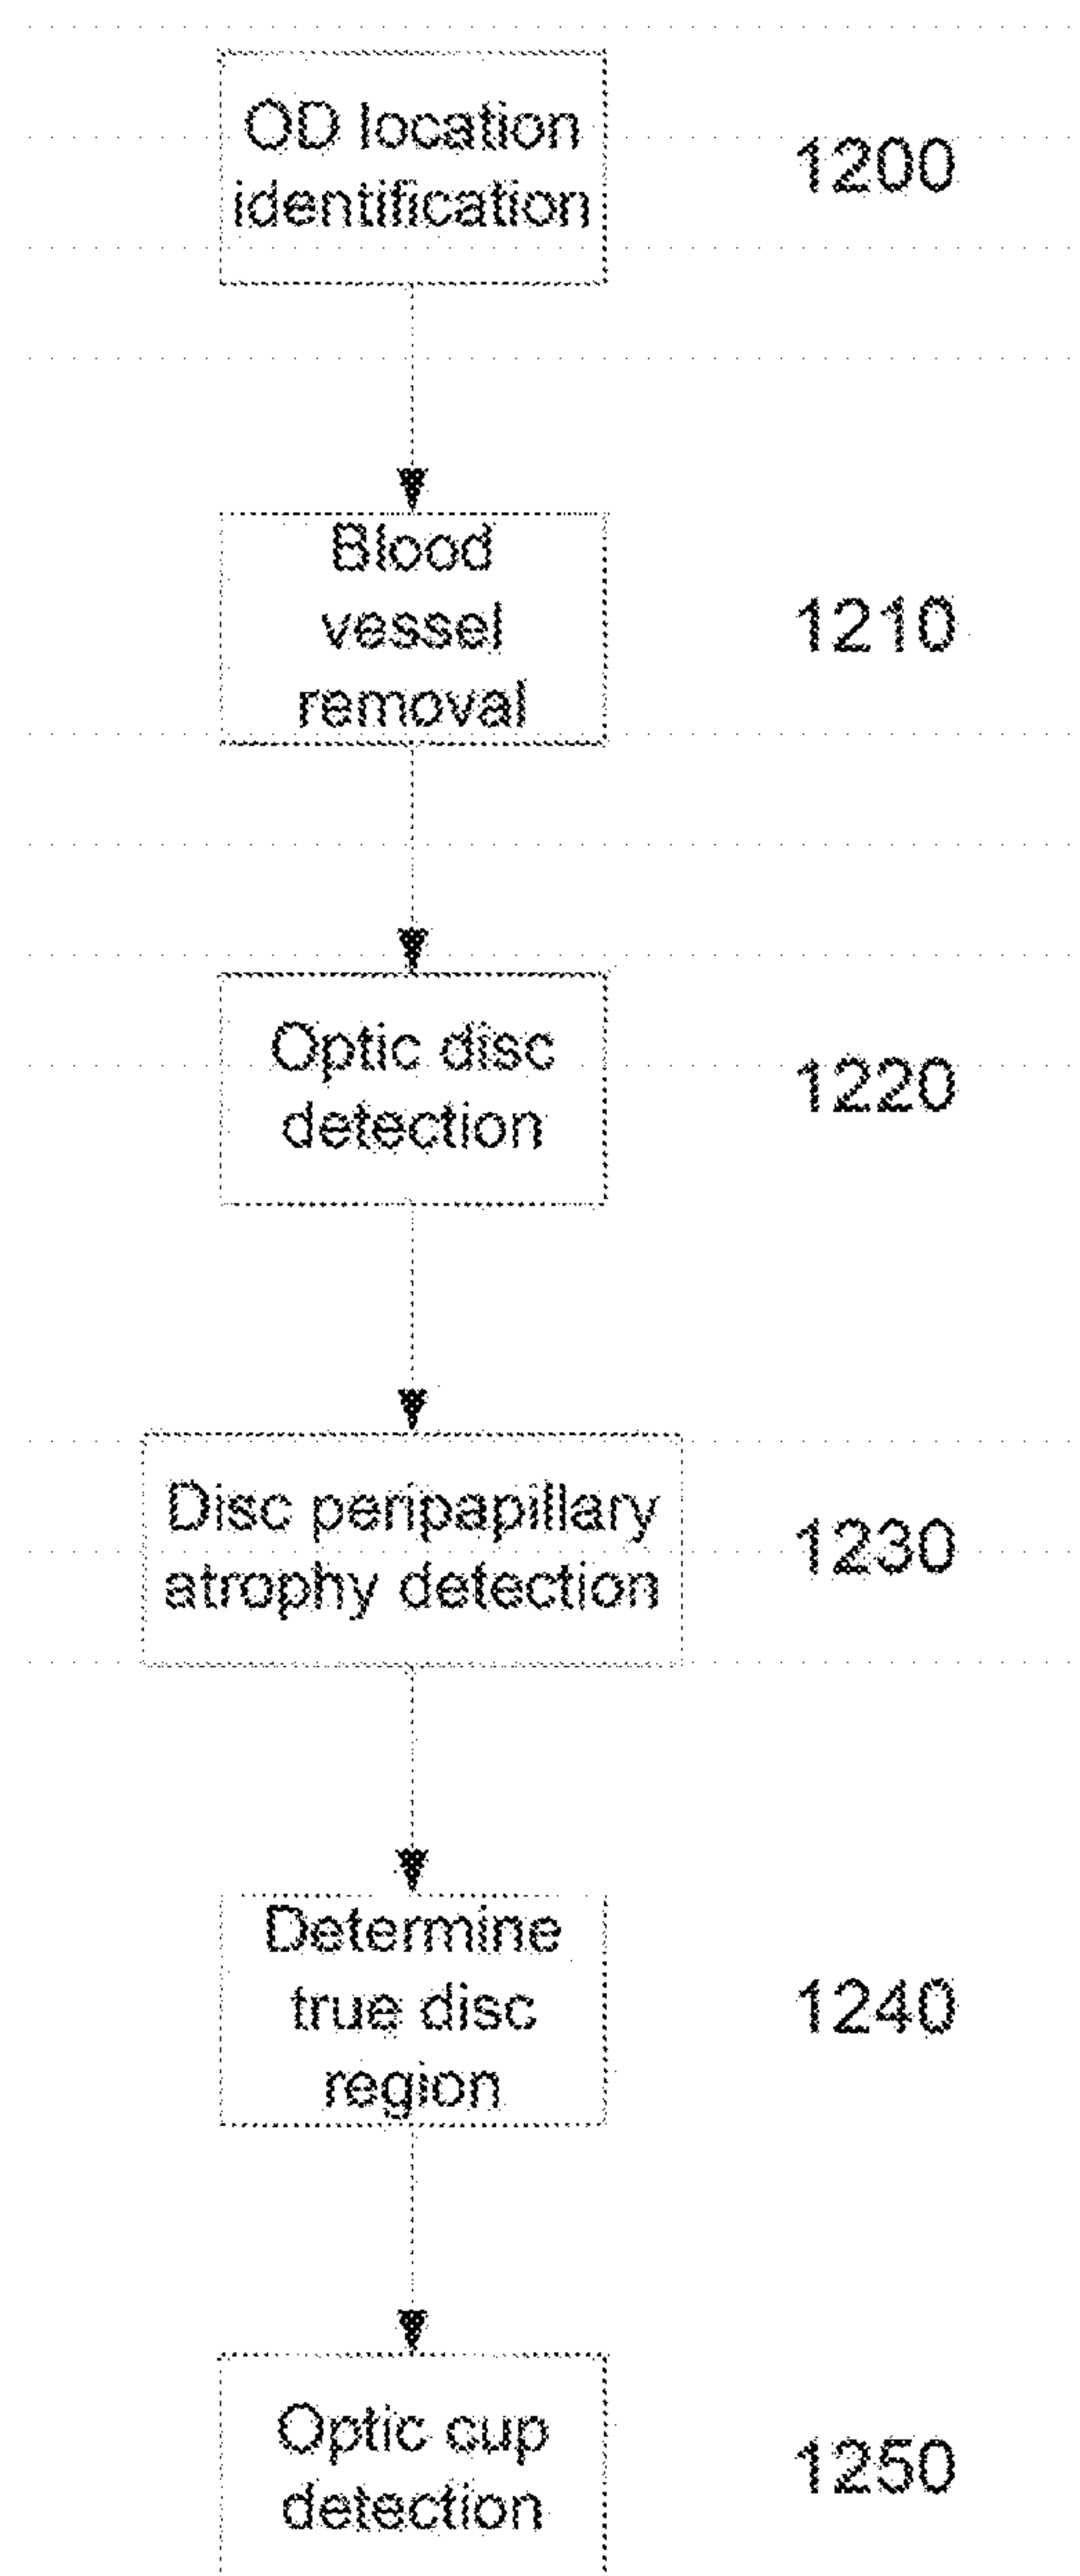 OD location
identification
1200
Blood
vessel
removal
1210
Optic disc
detection
1220
Disc peripapillary
atrophy detection
1230
Determine
true disc
region
1240
Optic cup
detection
1250